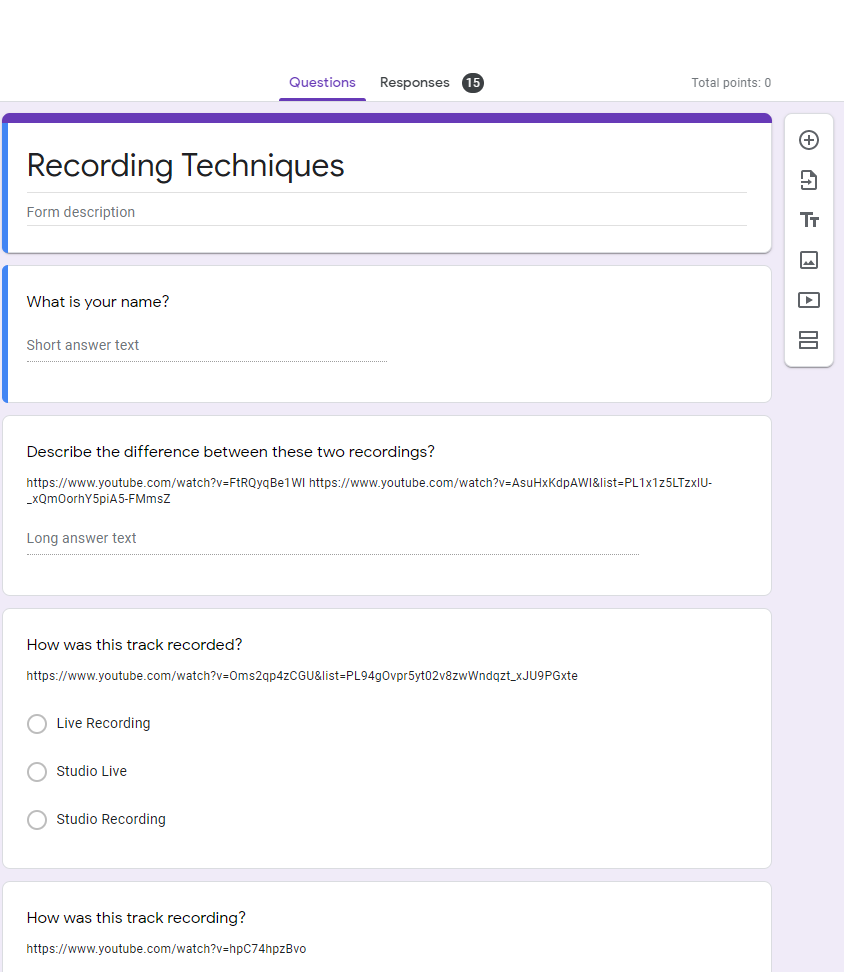 Questions Responses 15 Total points: 0
Recording Techniques
Form description
What is your name?
Short answer text
Describe the difference between these two recordings?
https://www.youtube.com/watch?v=FtRQyqBe1WI https://www.youtube.com/watch?v=AsuHxKdpAWI&list=PL1x1z5LTzxIU-
_xQmOorhY5piA5-FMmsZ
Long answer text
How was this track recorded?
https://www.youtube.com/watch?v=Oms2qp4zCGU&list=PL94gOvpr5yt02v8zwWndqzt_xJU9PGxte
Live Recording
Studio Live
Studio Recording
How was this track recording?
https://www.youtube.com/watch?v=hpC74hpzBvo